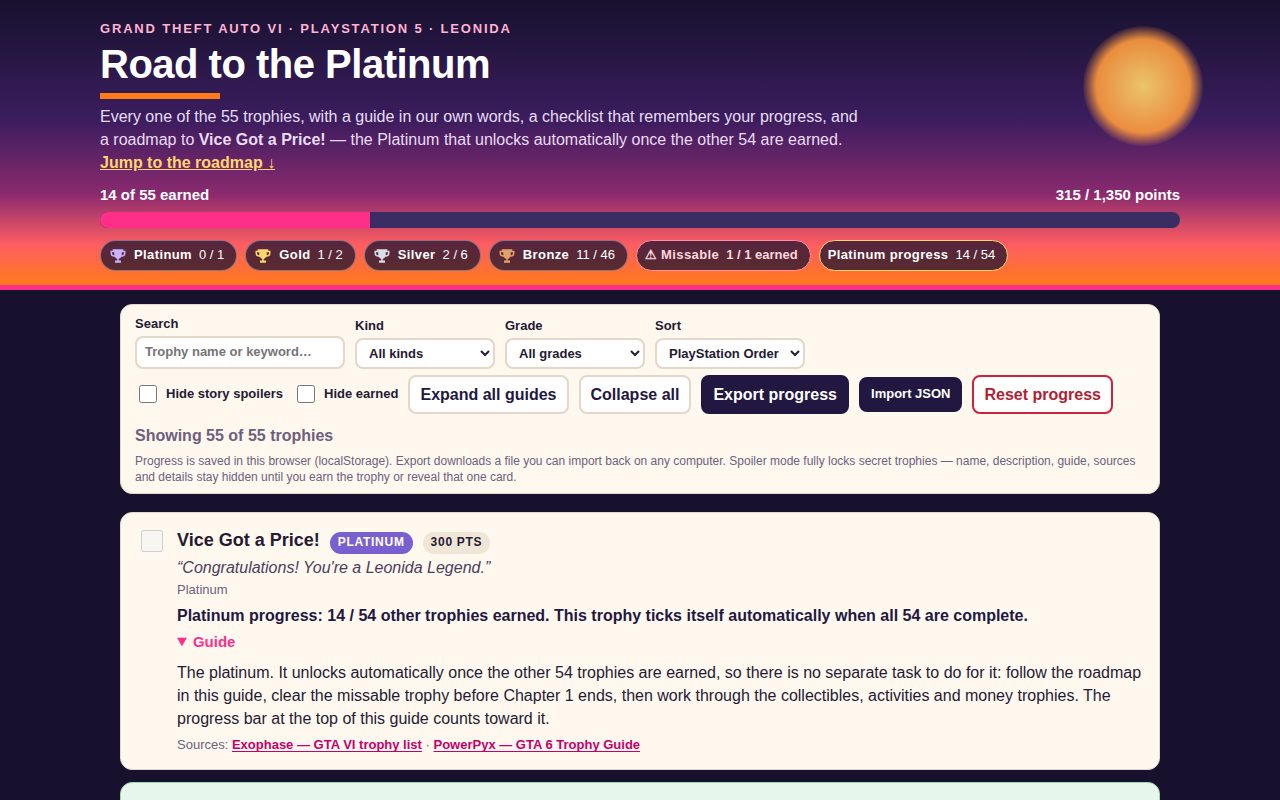 GRAND THEFT AUTO VI · PLAYSTATION 5 · LEONIDA
Road to the Platinum
Every one of the 55 trophies, with a guide in our own words, a checklist that remembers your progress, and
a roadmap to Vice Got a Price! — the Platinum that unlocks automatically once the other 54 are earned.
Jump to the roadmap ↓
14 of 55 earned
315 / 1,350 points
Platinum 0 / 1
Gold 1 / 2
Silver 2 / 6
Bronze 11 / 46
⚠ Missable 1 / 1 earned
Platinum progress 14 / 54
Search
Kind
Grade
Sort
Trophy name or keyword…
All kinds
All grades
PlayStation Order
Hide story spoilers
Hide earned
Expand all guides
Collapse all
Export progress
Import JSON
Reset progress
Showing 55 of 55 trophies
Progress is saved in this browser (localStorage). Export downloads a file you can import back on any computer. Spoiler mode fully locks secret trophies — name, description, guide, sources
and details stay hidden until you earn the trophy or reveal that one card.
Vice Got a Price! PLATINUM 300 PTS
“Congratulations! You're a Leonida Legend.”
Platinum
Platinum progress: 14 / 54 other trophies earned. This trophy ticks itself automatically when all 54 are complete.
▼ Guide
The platinum. It unlocks automatically once the other 54 trophies are earned, so there is no separate task to do for it: follow the roadmap
in this guide, clear the missable trophy before Chapter 1 ends, then work through the collectibles, activities and money trophies. The
progress bar at the top of this guide counts toward it.
Sources: Exophase — GTA VI trophy list · PowerPyx — GTA 6 Trophy Guide